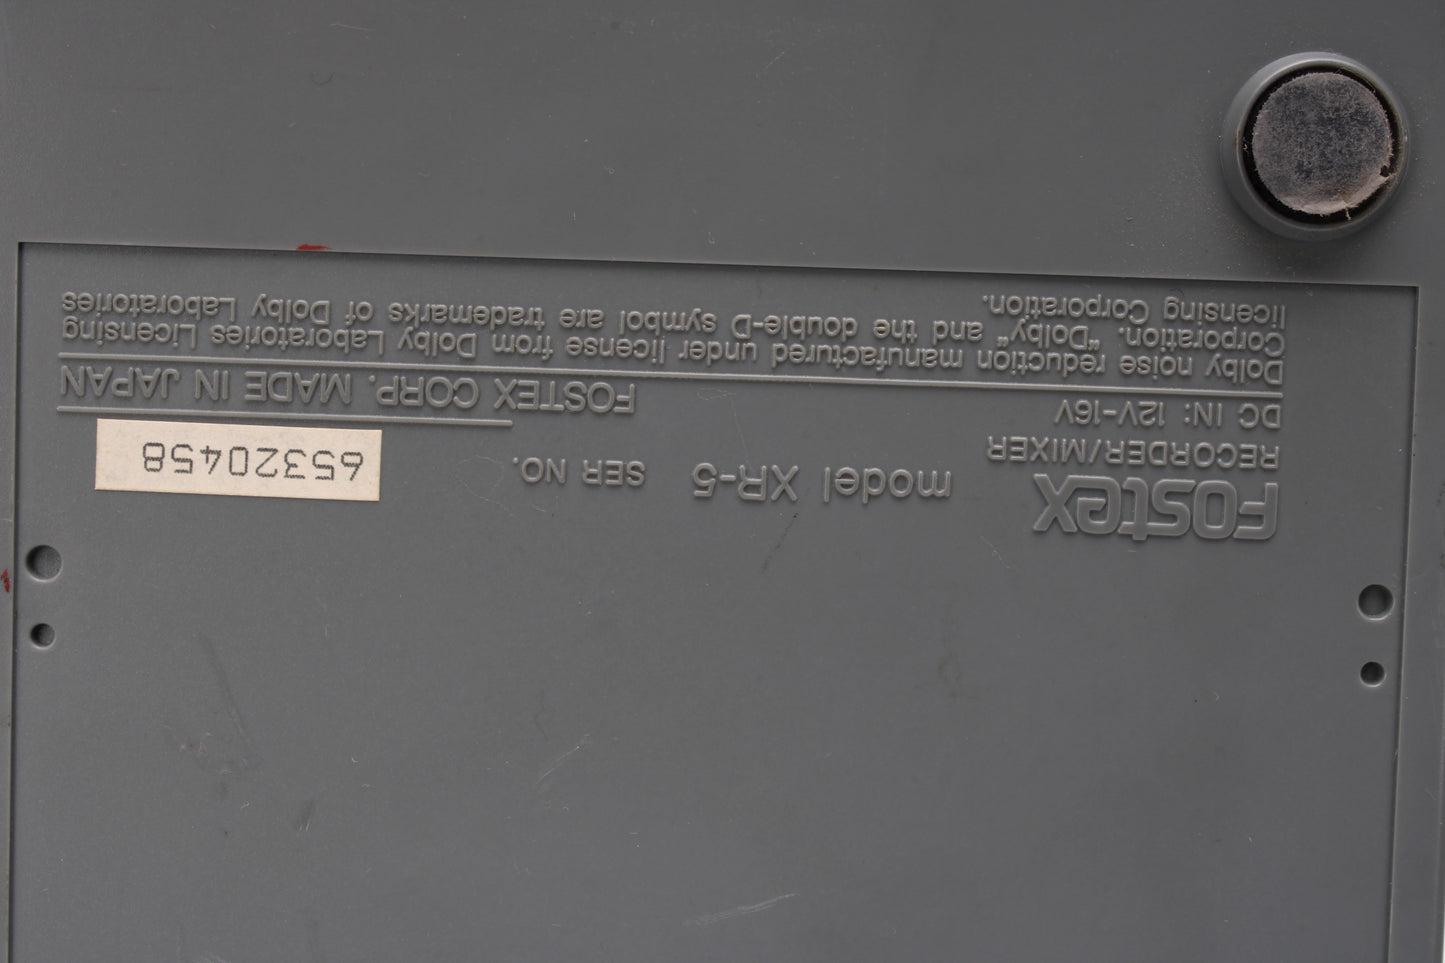 FOSTEX model XR-5 SER NO. 65320458
RECORDER/MIXER
DC IN: 12V-16V FOSTEX CORP. MADE IN JAPAN
Dolby noise reduction manufactured under license from Dolby Laboratories Licensing
Corporation. "Dolby" and the double-D symbol are trademarks of Dolby Laboratories
licensing Corporation.